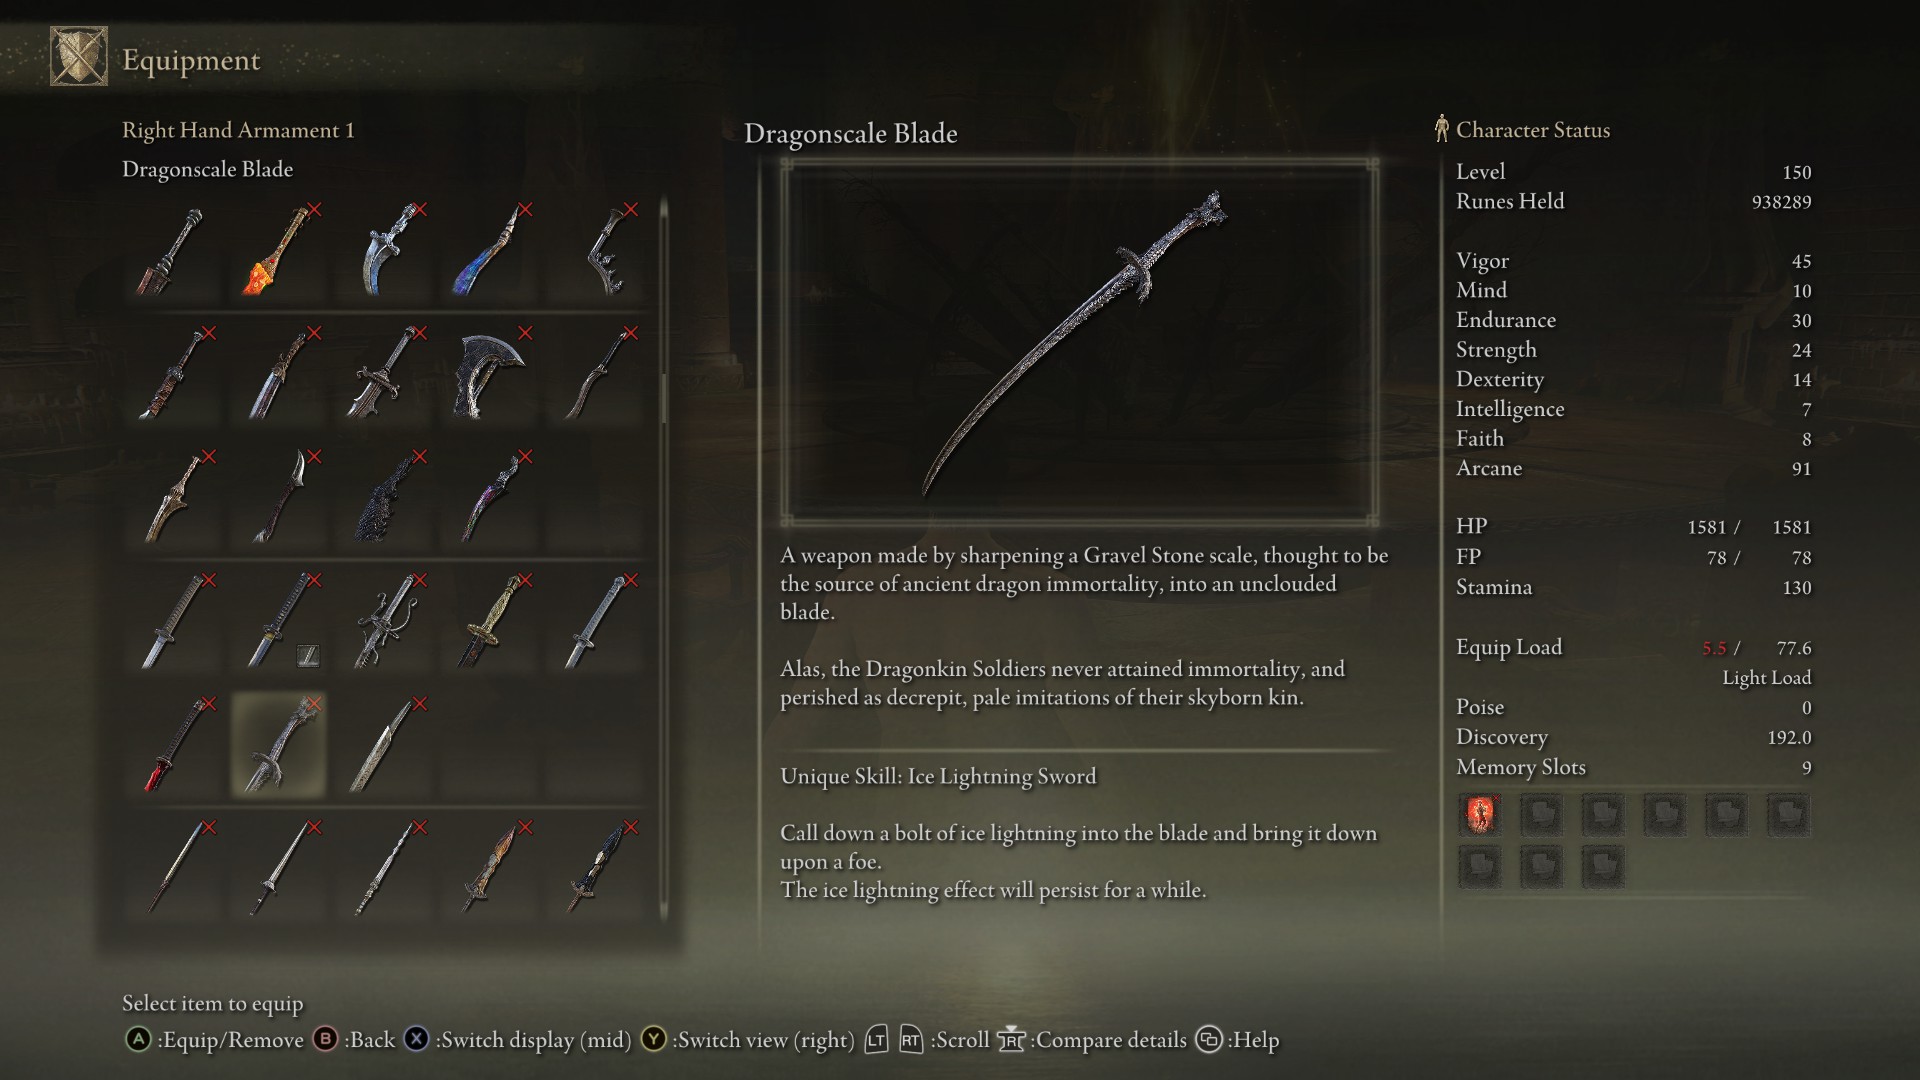 Equipment
Right Hand Armament 1
Dragonscale Blade
Dragonscale Blade
A weapon made by sharpening a Gravel Stone scale, thought to be
the source of ancient dragon immortality, into an unclouded
blade.
Alas, the Dragonkin Soldiers never attained immortality, and
perished as decrepit, pale imitations of their skyborn kin.
Unique Skill: Ice Lightning Sword
Call down a bolt of ice lightning into the blade and bring it down
upon a foe.
The ice lightning effect will persist for a while.
Character Status
Level 150
Runes Held 938289
Vigor 45
Mind 10
Endurance 30
Strength 24
Dexterity 14
Intelligence 7
Faith 8
Arcane 91
HP 1581 / 1581
FP 78 / 78
Stamina 130
Equip Load 5.5 / 77.6
Light Load
Poise 0
Discovery 192.0
Memory Slots 9
Select item to equip
A :Equip/Remove B :Back X :Switch display (mid) Y :Switch view (right) LT RT :Scroll R :Compare details :Help